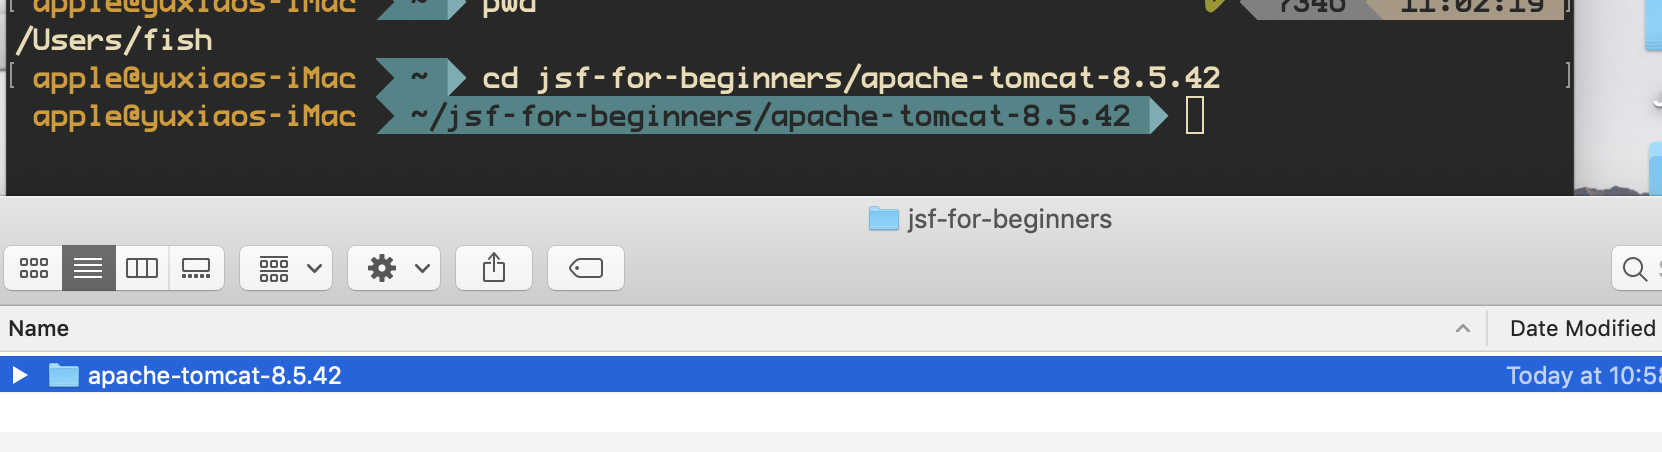 apple@yuxiaos-iMac ~ pwd 7346 11:02:19
/Users/fish
[ apple@yuxiaos-iMac ~ cd jsf-for-beginners/apache-tomcat-8.5.42 ]
apple@yuxiaos-iMac ~/jsf-for-beginners/apache-tomcat-8.5.42
jsf-for-beginners
Name Date Modified
apache-tomcat-8.5.42 Today at 10:58